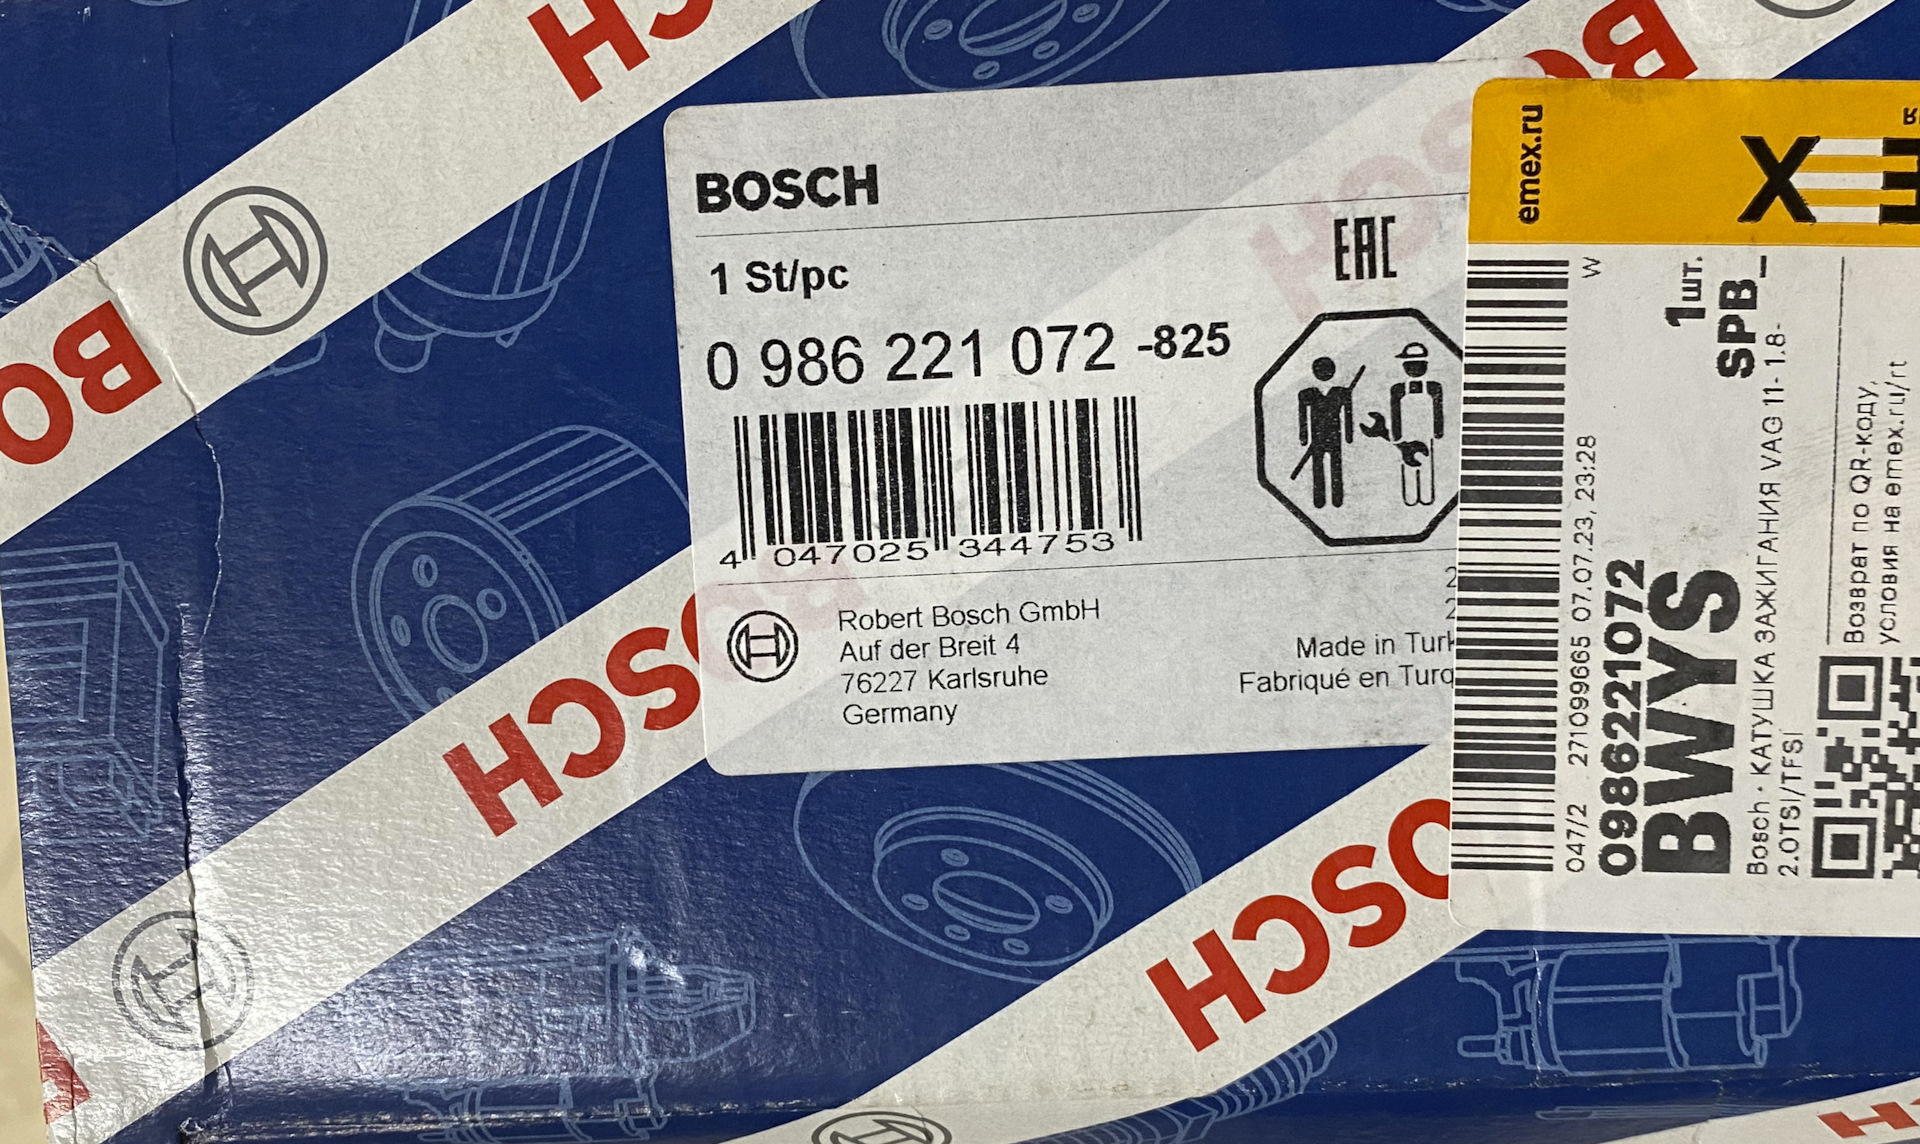 BOSCH
1 St/pc
0 986 221 072 -825
EAC
4 047025 344753
Robert Bosch GmbH
Auf der Breit 4
76227 Karlsruhe
Germany
Made in Turk
Fabriqué en Turq
emex.ru
W
047/2 27109965 07.07.23, 23:28
0986221072
1шт.
BWYS
SPB_
Bosch · КАТУШКА ЗАЖИГАНИЯ VAG 11- 1.8-
2.0TSI/TFSI
Возврат по QR-коду,
условия на emex.ru/rt
BOSCH
BOSCH